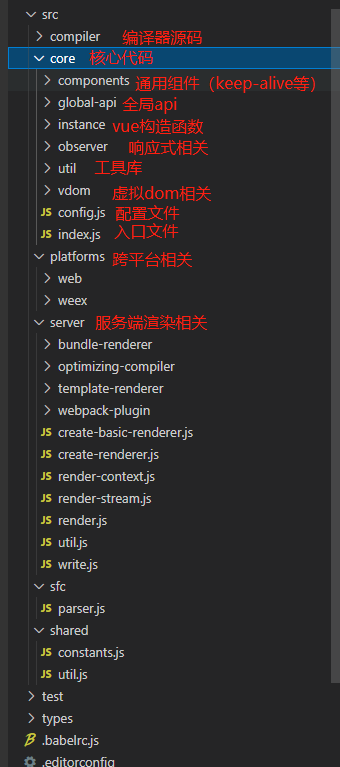 src
compiler 编译器源码
core 核心代码
components 通用组件（keep-alive等）
global-api 全局api
instance vue构造函数
observer 响应式相关
util 工具库
vdom 虚拟dom相关
JS config.js 配置文件
JS index.js 入口文件
platforms 跨平台相关
web
weex
server 服务端渲染相关
bundle-renderer
optimizing-compiler
template-renderer
webpack-plugin
JS create-basic-renderer.js
JS create-renderer.js
JS render-context.js
JS render-stream.js
JS render.js
JS util.js
JS write.js
sfc
JS parser.js
shared
JS constants.js
JS util.js
test
types
.babelrc.js
.editorconfig